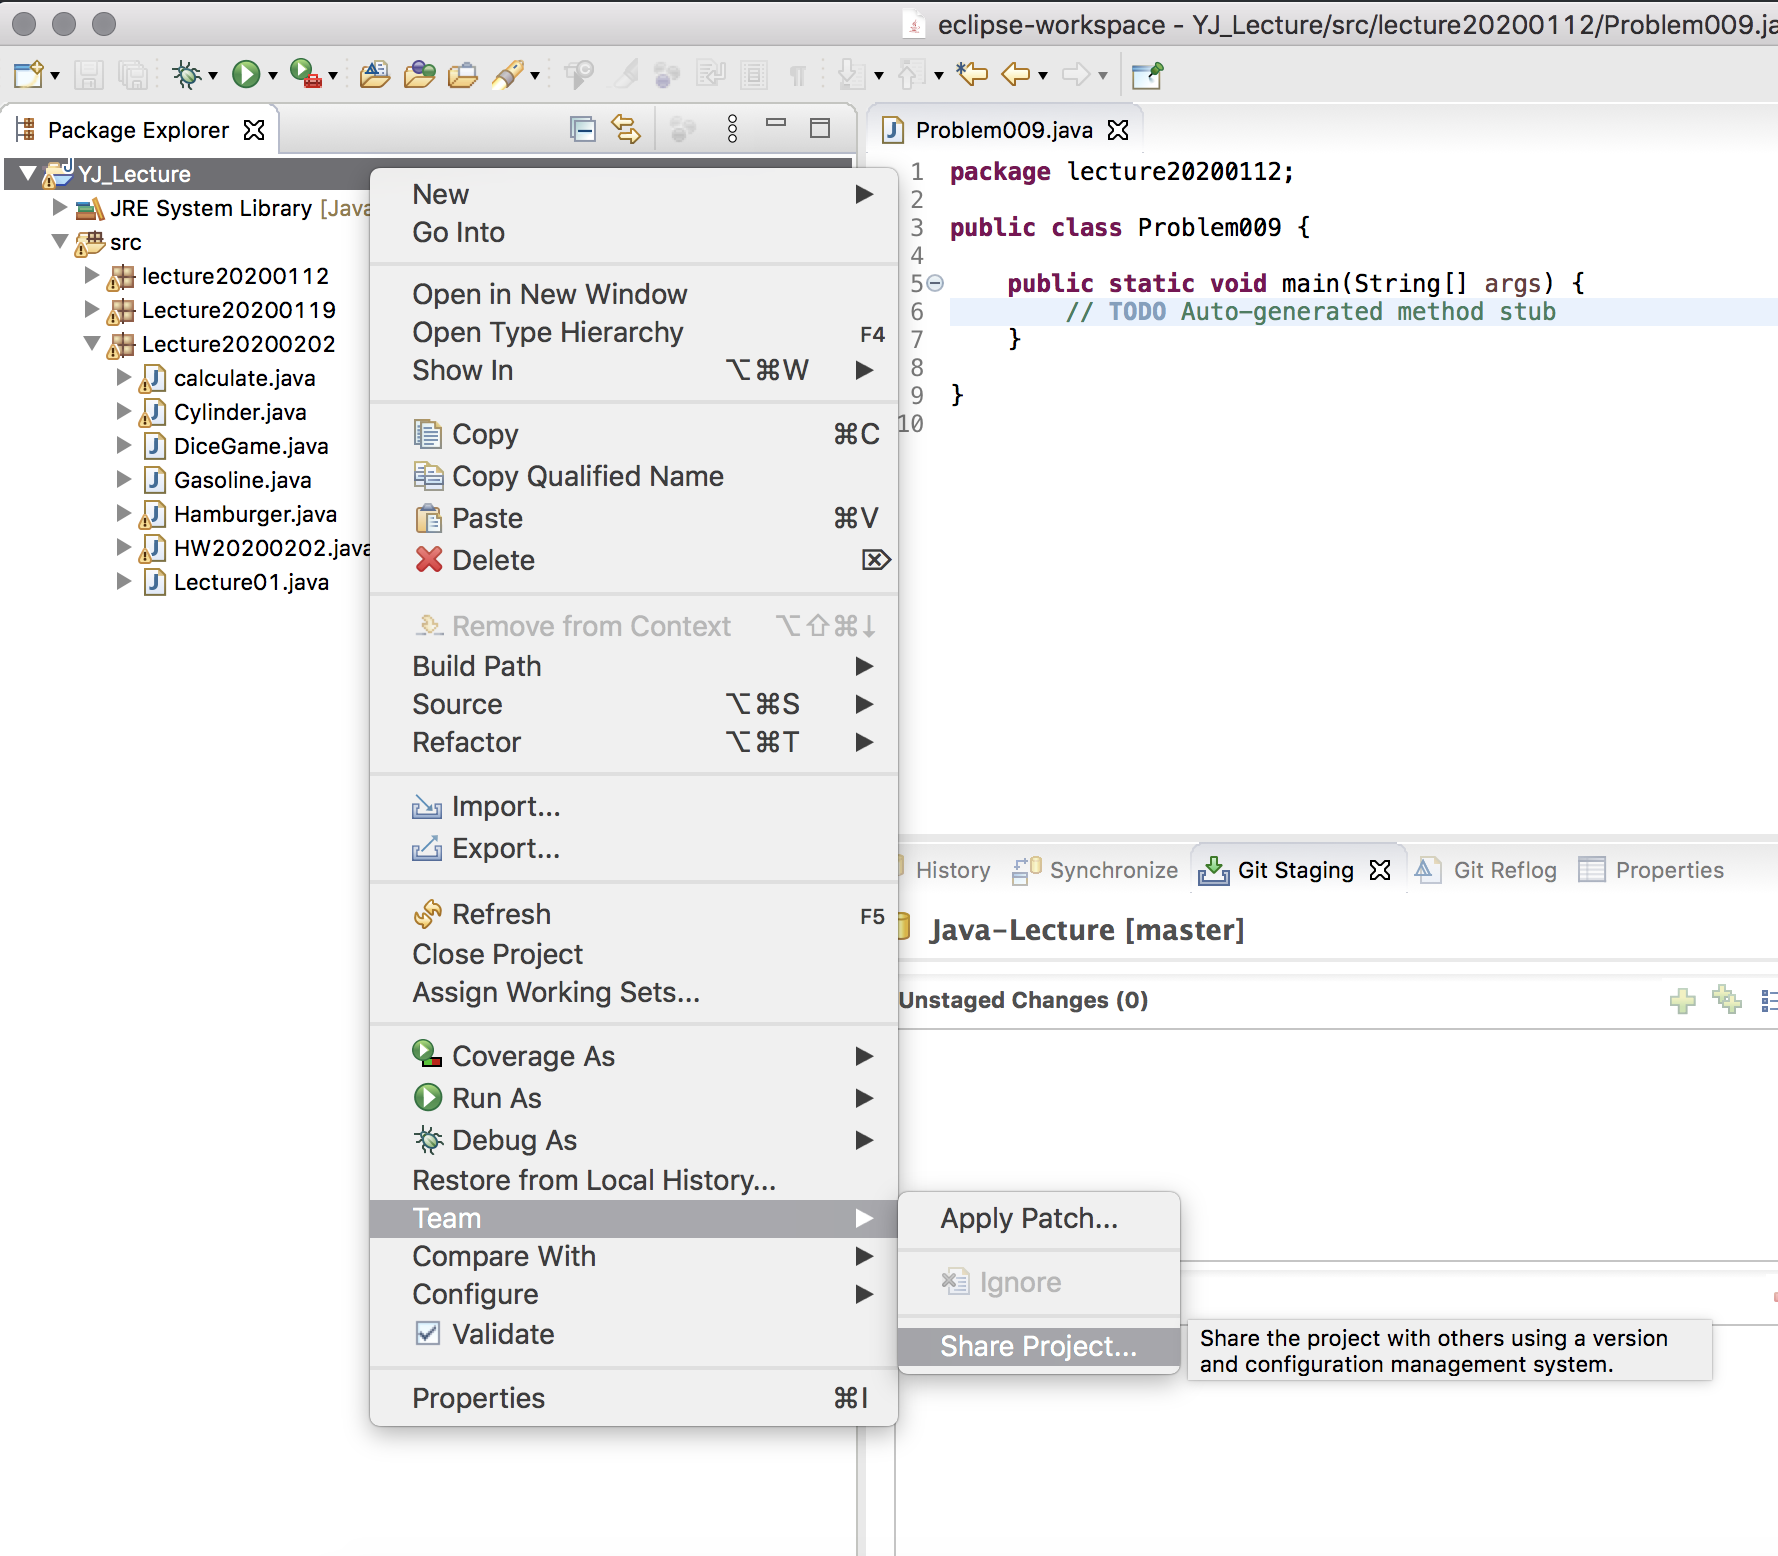 eclipse-workspace - YJ_Lecture/src/lecture20200112/Problem009.ja
Package Explorer
YJ_Lecture
JRE System Library [Java
src
lecture20200112
Lecture20200119
Lecture20200202
calculate.java
Cylinder.java
DiceGame.java
Gasoline.java
Hamburger.java
HW20200202.java
Lecture01.java
New
Go Into
Open in New Window
Open Type Hierarchy F4
Show In ⌥⌘W
Copy ⌘C
Copy Qualified Name
Paste ⌘V
Delete ⌦
Remove from Context ⌥⇧⌘↓
Build Path
Source ⌥⌘S
Refactor ⌥⌘T
Import...
Export...
Refresh F5
Close Project
Assign Working Sets...
Coverage As
Run As
Debug As
Restore from Local History...
Team
Compare With
Configure
Validate
Properties ⌘I
Apply Patch...
Ignore
Share Project...
Share the project with others using a version
and configuration management system.
Problem009.java
1 package lecture20200112;
2
3 public class Problem009 {
4
5 public static void main(String[] args) {
6 // TODO Auto-generated method stub
7 }
8
9 }
10
History
Synchronize
Git Staging
Git Reflog
Properties
Java-Lecture [master]
Unstaged Changes (0)